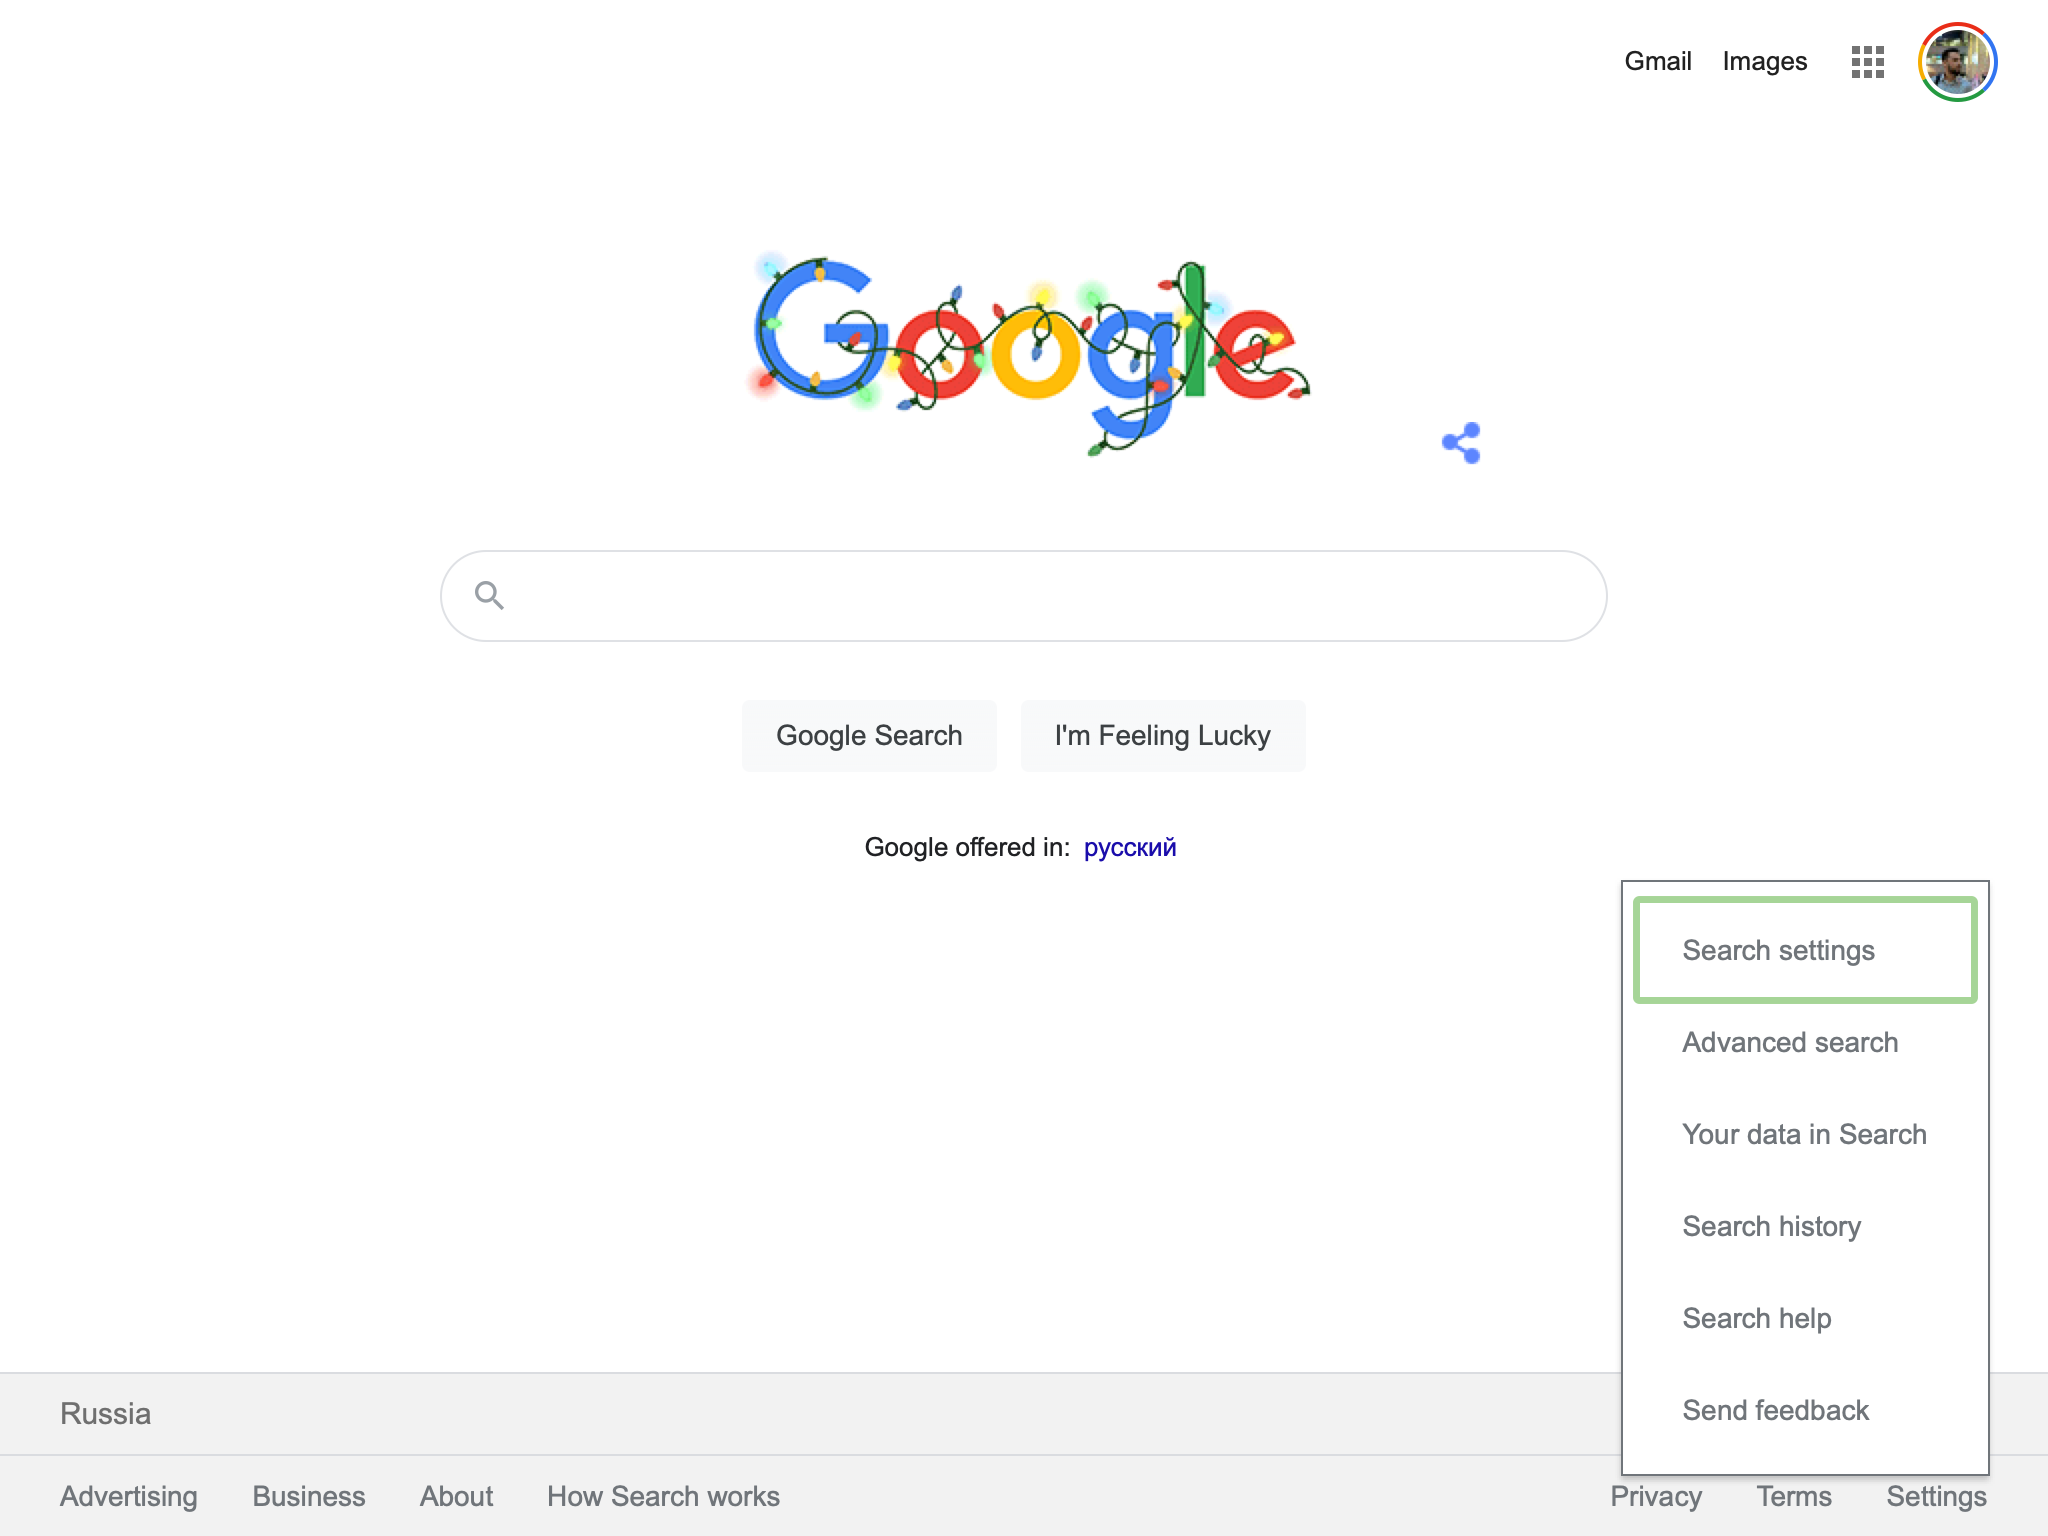 Gmail Images
Google
Google Search I'm Feeling Lucky
Google offered in: русский
Search settings
Advanced search
Your data in Search
Search history
Search help
Send feedback
Russia
Advertising Business About How Search works Privacy Terms Settings